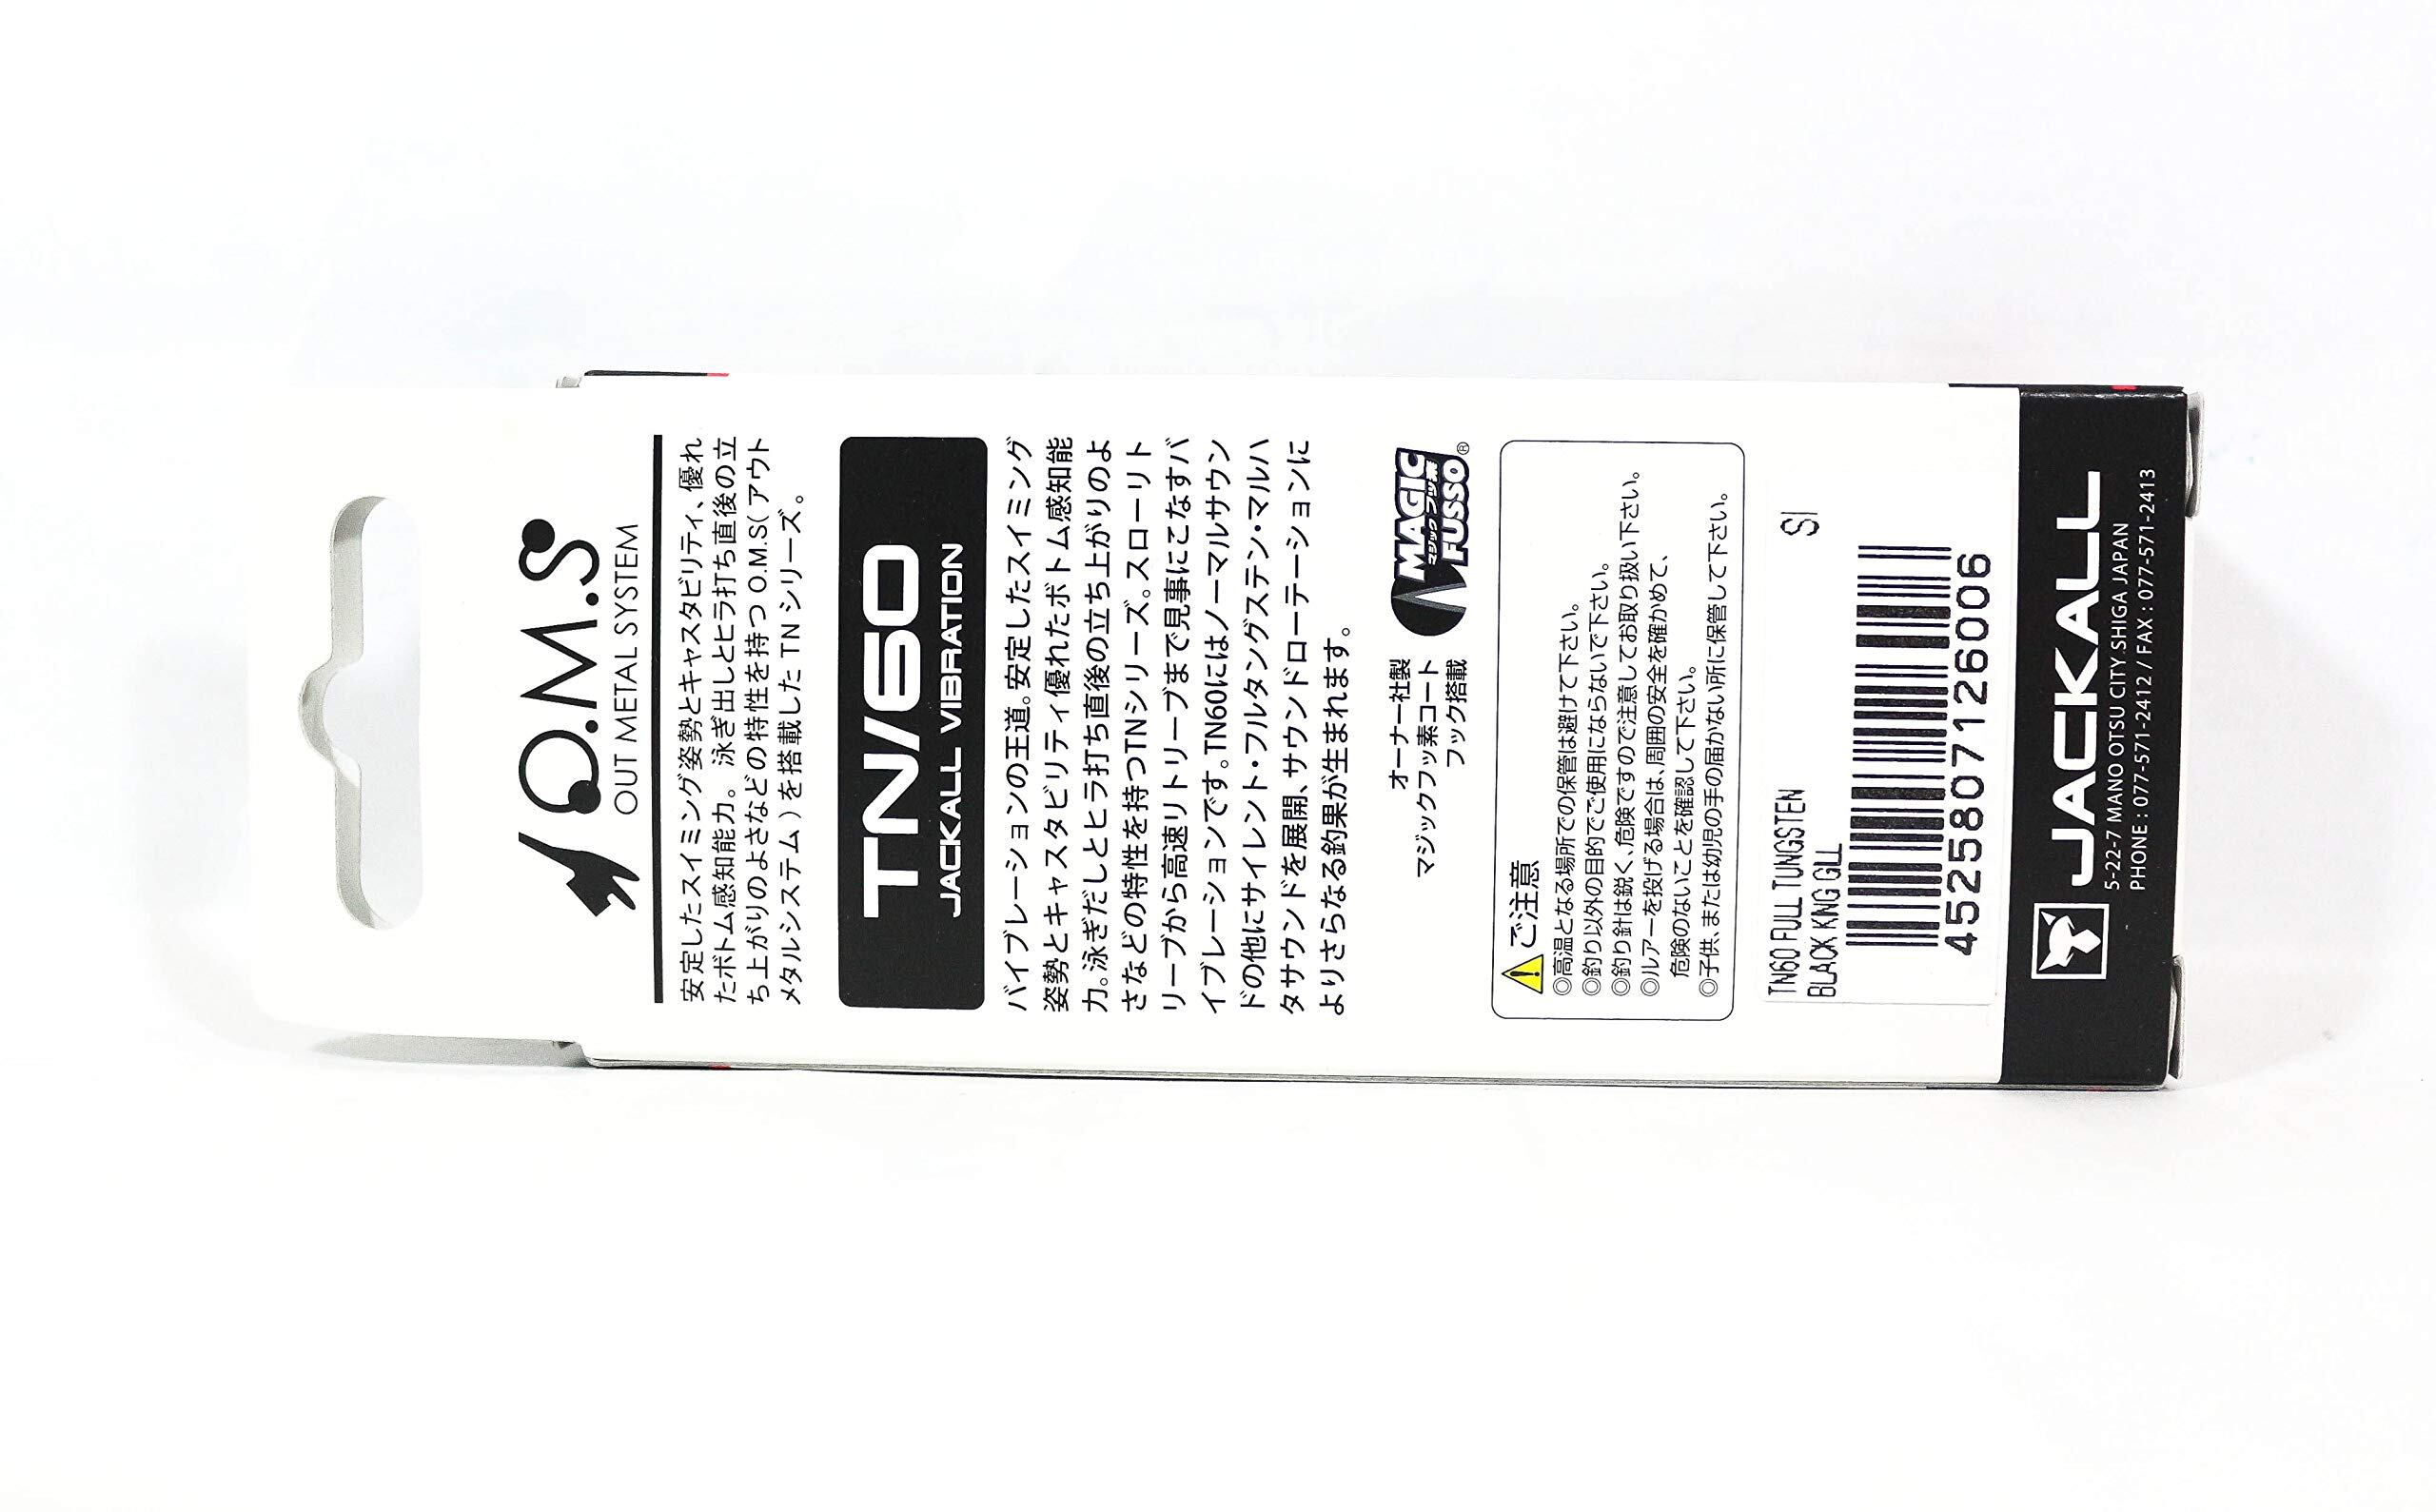 O.M.S
OUT METAL SYSTEM
安定したスイミング姿勢とキャスタビリティ、優れ
たボトム感知能力。泳ぎ出しとヒラ打ち直後の立
ち上がりのよさなどの特性を持つ O.M.S(アウト
メタルシステム)を搭載した TN シリーズ。
TN/60
JACKALL VIBRATION
バイブレーションの王道。安定したスイミング
姿勢とキャスタビリティ優れたボトム感知能
力。泳ぎだしとヒラ打ち直後の立ち上がりのよ
さなどの特性を持つTNシリーズ。スローリト
リーブから高速リトリーブまで見事にこなすバ
イブレーションです。TN60にはノーマルサウン
ドの他にサイレント・フルタングステン・マルハ
タサウンドを展開、サウンドローテーションに
よりさらなる釣果が生まれます。
オーナー社製
マジックフッ素コート
フック搭載
MAGIC
マジックフッ素
FUSSO®
ご注意
◎高温となる場所での保管は避けて下さい。
◎釣り以外の目的でご使用にならないで下さい。
◎釣り針は鋭く、危険ですので注意してお取り扱い下さい。
◎ルアーを投げる場合は、周囲の安全を確かめて、
危険のないことを確認して下さい。
◎子供、または幼児の手の届かない所に保管して下さい。
TN60 FULL TUNGSTEN SI
BLACK KING GILL
4525807126006
JACKALL
5-22-7 MANO OTSU CITY. SHIGA JAPAN
PHONE : 077-571-2412 / FAX : 077-571-2413